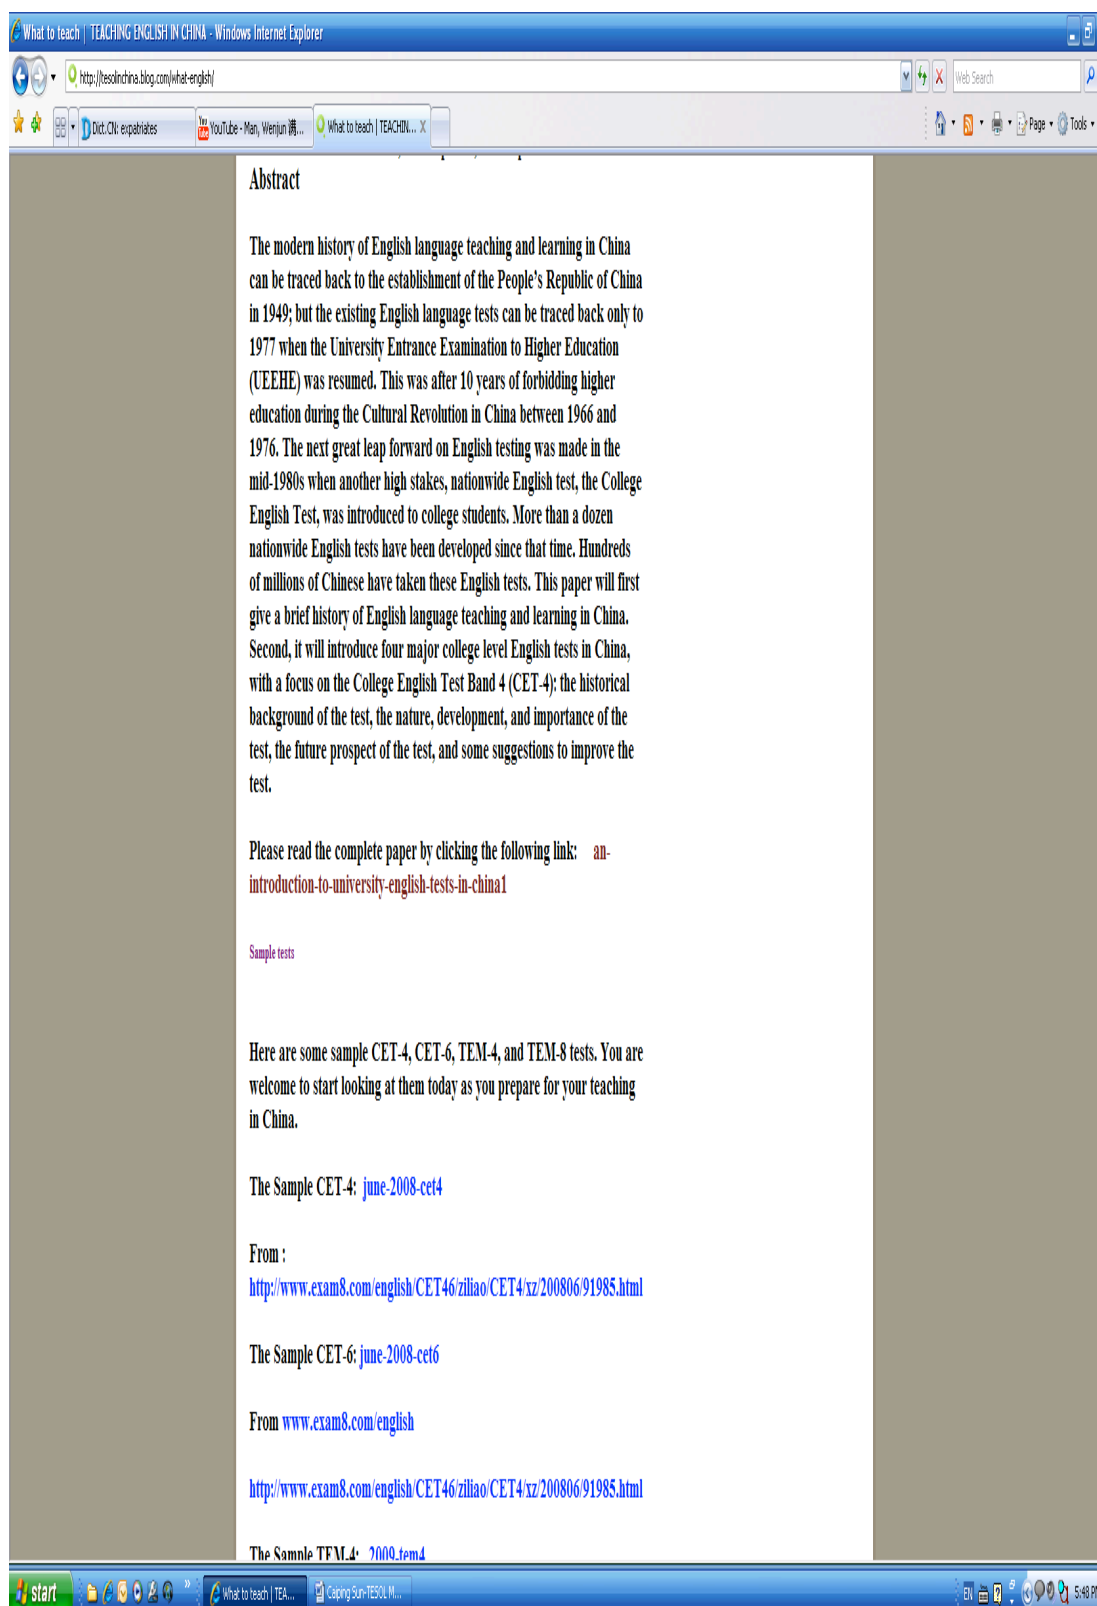 What to teach | TEACHING ENGLISH IN CHINA - Windows Internet Explorer
http://tesolinchina.blog.com/what-english/
Web Search
Dict.CN: expatriates
YouTube - Man, Wenjun 满...
What to teach | TEACHIN... X
Page
Tools
Abstract
The modern history of English language teaching and learning in China
can be traced back to the establishment of the People's Republic of China
in 1949; but the existing English language tests can be traced back only to
1977 when the University Entrance Examination to Higher Education
(UEEHE) was resumed. This was after 10 years of forbidding higher
education during the Cultural Revolution in China between 1966 and
1976. The next great leap forward on English testing was made in the
mid-1980s when another high stakes, nationwide English test, the College
English Test, was introduced to college students. More than a dozen
nationwide English tests have been developed since that time. Hundreds
of millions of Chinese have taken these English tests. This paper will first
give a brief history of English language teaching and learning in China.
Second, it will introduce four major college level English tests in China,
with a focus on the College English Test Band 4 (CET-4): the historical
background of the test, the nature, development, and importance of the
test, the future prospect of the test, and some suggestions to improve the
test.
Please read the complete paper by clicking the following link: an-
introduction-to-university-english-tests-in-china1
Sample tests
Here are some sample CET-4, CET-6, TEM-4, and TEM-8 tests. You are
welcome to start looking at them today as you prepare for your teaching
in China.
The Sample CET-4: june-2008-cet4
From :
http://www.exam8.com/english/CET46/ziliao/CET4/xz/200806/91985.html
The Sample CET-6: june-2008-cet6
From www.exam8.com/english
http://www.exam8.com/english/CET46/ziliao/CET4/xz/200806/91985.html
The Sample TEM-4: 2009-tem4
start
What to teach | TEA...
Caiping Sun-TESOL M...
EN
5:48 PM